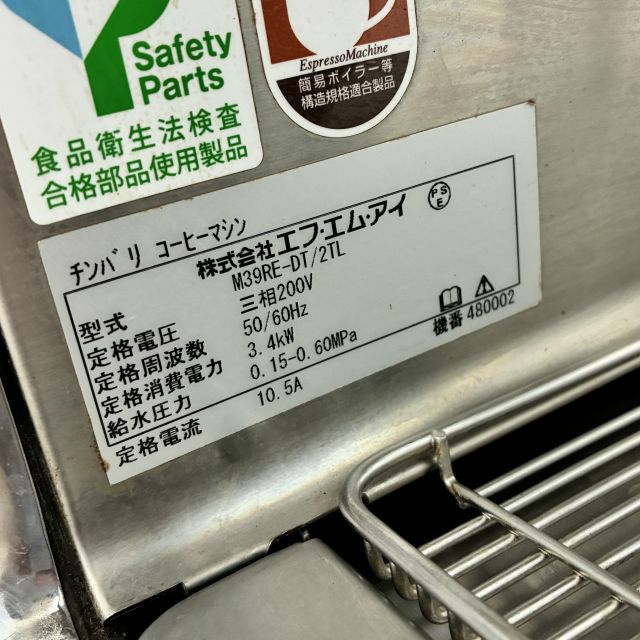 Safety
Parts
食品衛生法検査
合格部品使用製品
EspressoMachine
簡易ボイラー等
構造規格適合製品
チンバリ コーヒーマシン
株式会社エフ・エム・アイ
PSE
型式 M39RE-DT/2TL
定格電圧 三相200V
定格周波数 50/60Hz
定格消費電力 3.4kW
給水圧力 0.15-0.60MPa
定格電流 10.5A
機番 480002